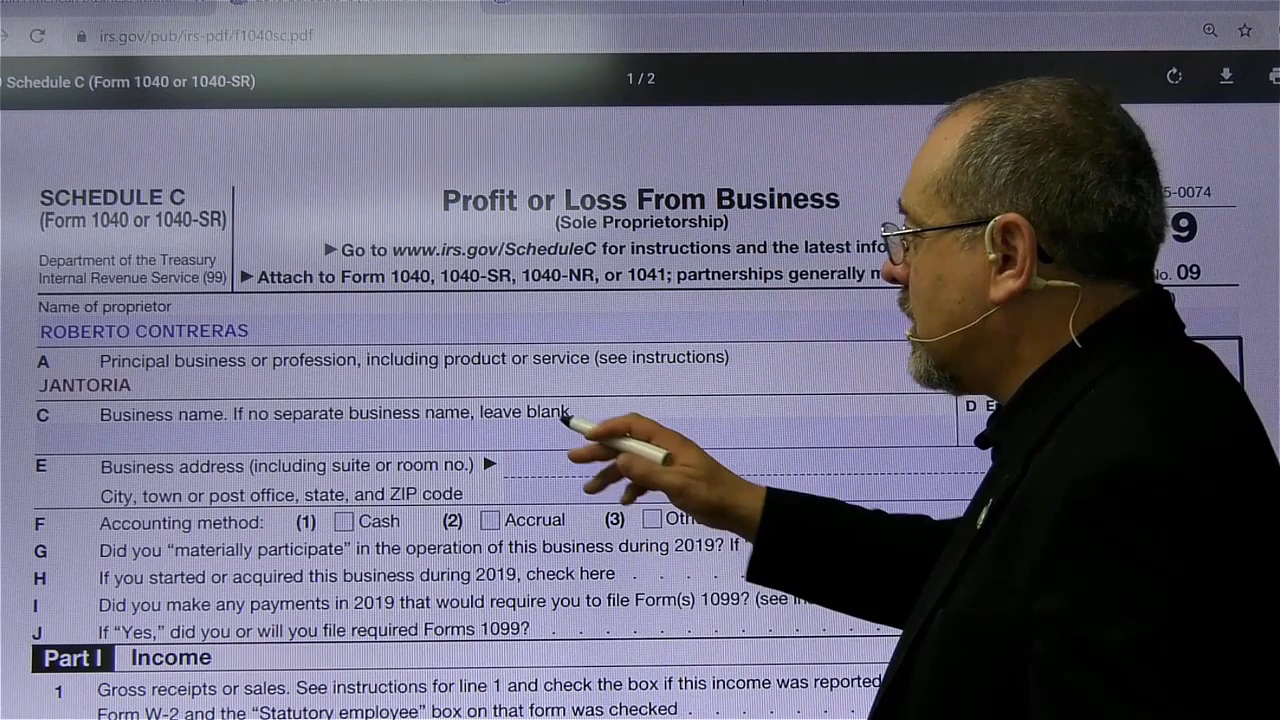 irs.gov/pub/irs-pdf/f1040sc.pdf
Schedule C (Form 1040 or 1040-SR)
1 / 2
SCHEDULE C
(Form 1040 or 1040-SR)
Department of the Treasury
Internal Revenue Service (99)
Profit or Loss From Business
(Sole Proprietorship)
▶ Go to www.irs.gov/ScheduleC for instructions and the latest
▶ Attach to Form 1040, 1040-SR, 1040-NR, or 1041; partnerships generally
-0074
9
No. 09
Name of proprietor
ROBERTO CONTRERAS
A Principal business or profession, including product or service (see instructions)
JANTORIA
C Business name. If no separate business name, leave blank.
D
E Business address (including suite or room no.) ▶
City, town or post office, state, and ZIP code
F Accounting method: (1) Cash (2) Accrual (3)
G Did you “materially participate” in the operation of this business during 2019? If
H If you started or acquired this business during 2019, check here . . . . .
I Did you make any payments in 2019 that would require you to file Form(s) 1099? (see
J If “Yes,” did you or will you file required Forms 1099? . . . . . . . . . . . .
Part I Income
1 Gross receipts or sales. See instructions for line 1 and check the box if this income was reported
Form W-2 and the “Statutory employee” box on that form was checked . . . . . . .